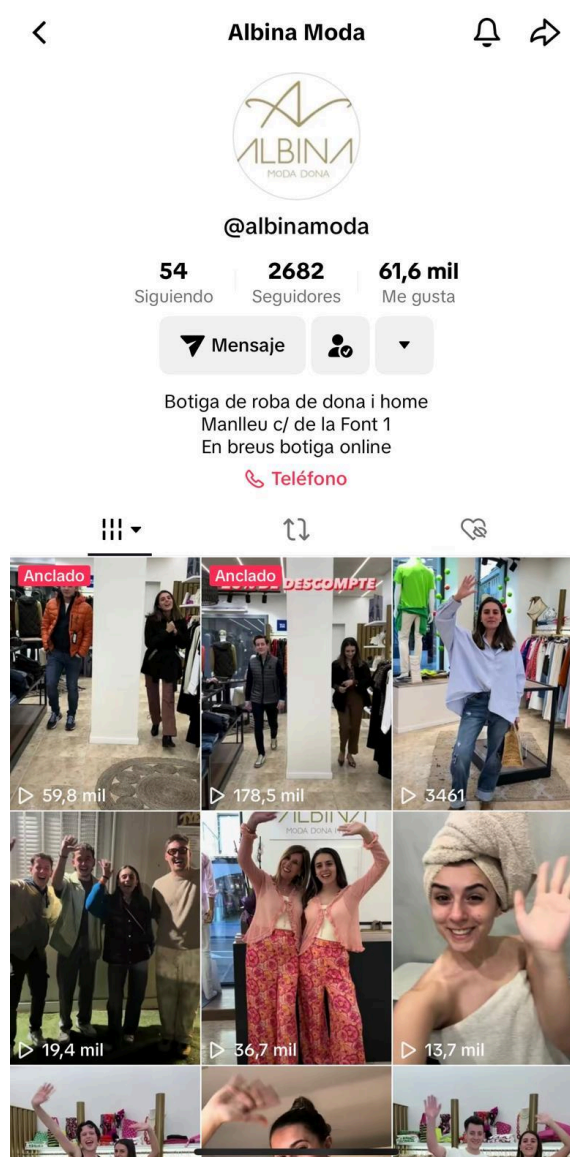 Albina Moda
ALBINA
MODA DONA
@albinamoda
54
2682
61,6 mil
Siguiendo
Seguidores
Me gusta
Mensaje
Botiga de roba de dona i home
Manlleu c/ de la Font 1
En breus botiga online
Teléfono
Anclado
Anclado
DESCOMPTE
59,8 mil
178,5 mil
3461
ALBINA
MODA DONA
19,4 mil
36,7 mil
13,7 mil